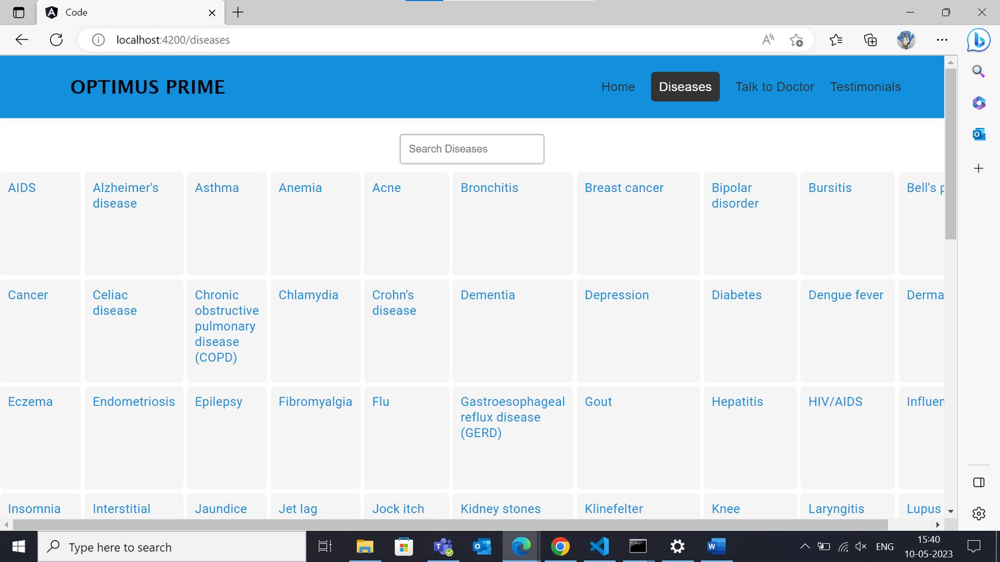 Code
localhost:4200/diseases
OPTIMUS PRIME
Home Diseases Talk to Doctor Testimonials
Search Diseases
AIDS Alzheimer's Asthma Anemia Acne Bronchitis Breast cancer Bipolar Bursitis Bell's p
disease disorder
Cancer Celiac Chronic Chlamydia Crohn's Dementia Depression Diabetes Dengue fever Derma
disease obstructive disease
pulmonary
disease
(COPD)
Eczema Endometriosis Epilepsy Fibromyalgia Flu Gastroesophageal Gout Hepatitis HIV/AIDS Influen
reflux disease
(GERD)
Insomnia Interstitial Jaundice Jet lag Jock itch Kidney stones Klinefelter Knee Laryngitis Lupus
Type here to search
ENG
15:40
10-05-2023